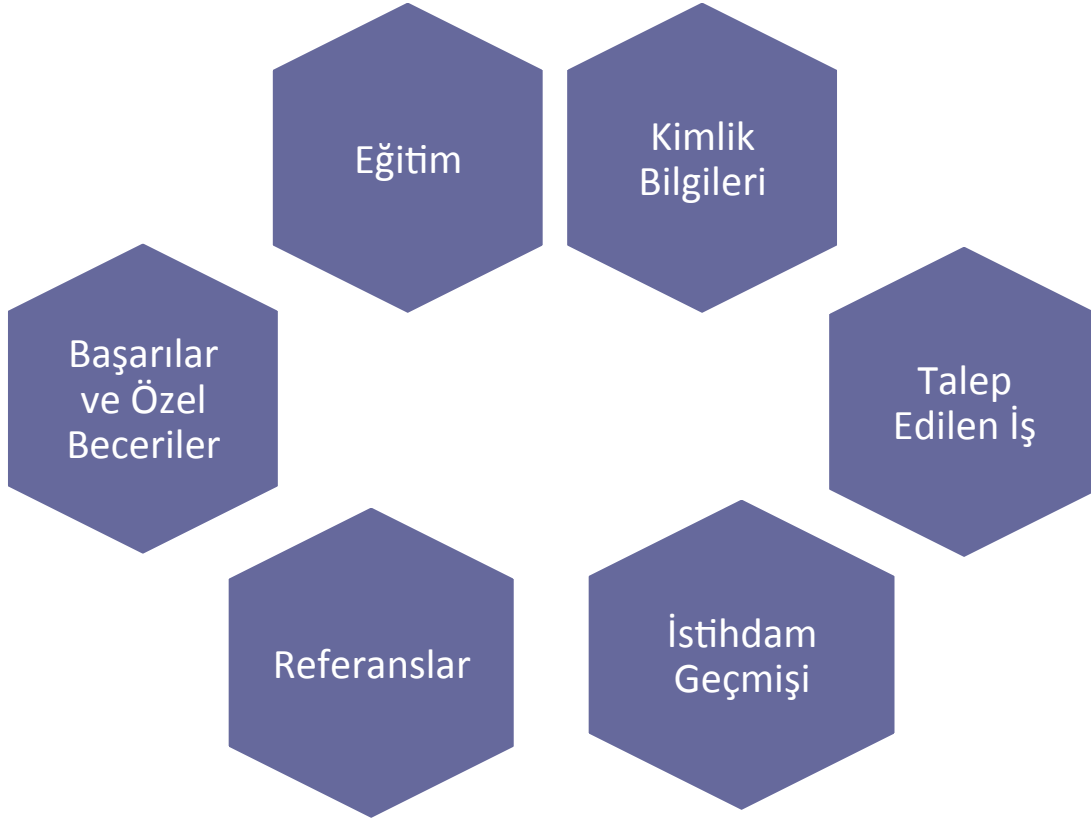 Eğitim
Kimlik
Bilgileri
Başarılar
ve Özel
Beceriler
Talep
Edilen İş
Referanslar
İstihdam
Geçmişi